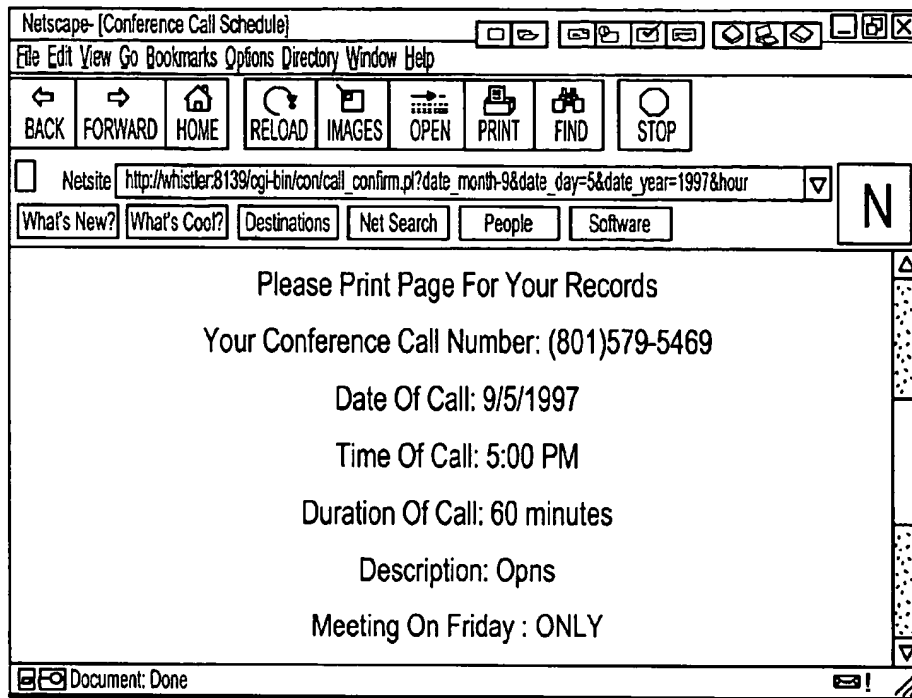 Netscape- [Conference Call Schedule]
File Edit View Go Bookmarks Options Directory Window Help
BACK FORWARD HOME RELOAD IMAGES OPEN PRINT FIND STOP
Netsite http://whistler:8139/cgi-bin/con/call_confirm.pl?date_month-9&date_day=5&date_year=1997&hour
N
What's New? What's Cool? Destinations Net Search People Software
Please Print Page For Your Records
Your Conference Call Number: (801)579-5469
Date Of Call: 9/5/1997
Time Of Call: 5:00 PM
Duration Of Call: 60 minutes
Description: Opns
Meeting On Friday : ONLY
Document: Done
!